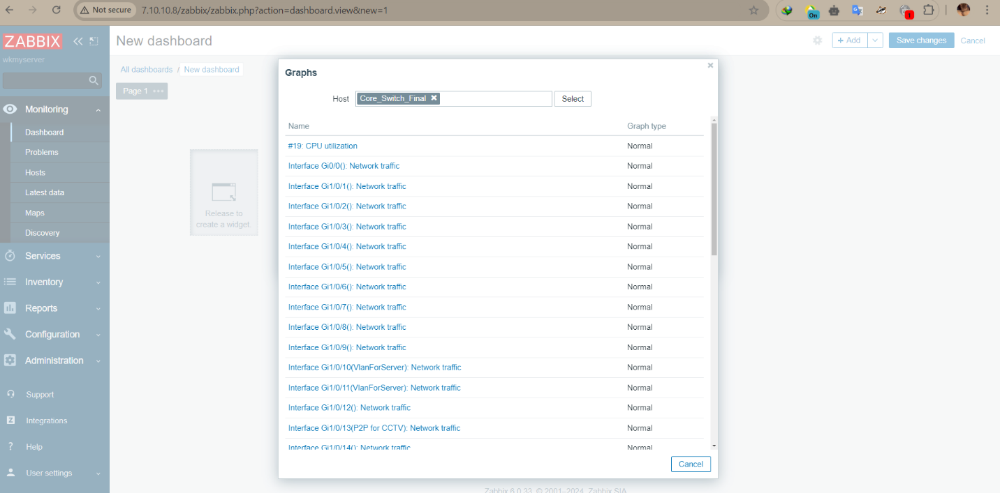 Not secure
7.10.10.8/zabbix/zabbix.php?action=dashboard.view&new=1
On
1
ZABBIX
wkmyserver
Monitoring
Dashboard
Problems
Hosts
Latest data
Maps
Discovery
Services
Inventory
Reports
Configuration
Administration
Support
Z Integrations
? Help
User settings
New dashboard
+ Add
Save changes
Cancel
All dashboards / New dashboard
Page 1
Release to
create a widget.
Graphs
Host Core_Switch_Final Select
Name Graph type
#19: CPU utilization Normal
Interface Gi0/0(): Network traffic Normal
Interface Gi1/0/1(): Network traffic Normal
Interface Gi1/0/2(): Network traffic Normal
Interface Gi1/0/3(): Network traffic Normal
Interface Gi1/0/4(): Network traffic Normal
Interface Gi1/0/5(): Network traffic Normal
Interface Gi1/0/6(): Network traffic Normal
Interface Gi1/0/7(): Network traffic Normal
Interface Gi1/0/8(): Network traffic Normal
Interface Gi1/0/9(): Network traffic Normal
Interface Gi1/0/10(VlanForServer): Network traffic Normal
Interface Gi1/0/11(VlanForServer): Network traffic Normal
Interface Gi1/0/12(): Network traffic Normal
Interface Gi1/0/13(P2P for CCTV): Network traffic Normal
Interface Gi1/0/14(): Network traffic Normal
Cancel
Zabbix 6.0.33. © 2001–2024, Zabbix SIA